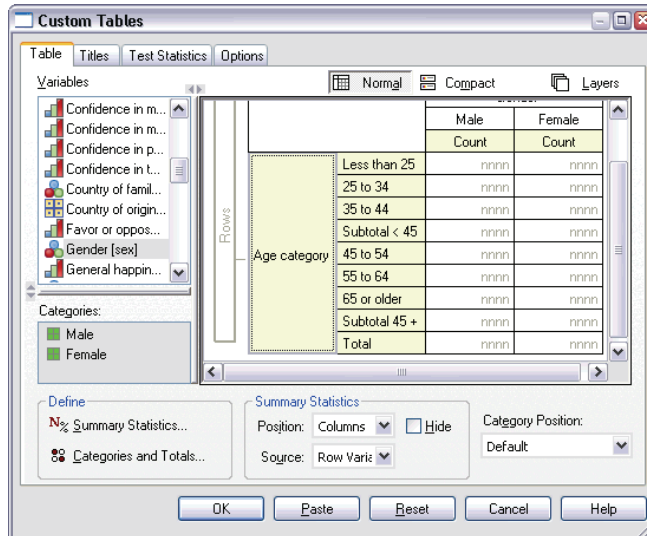 Custom Tables
Table Titles Test Statistics Options
Variables
Normal Compact Layers
Confidence in m...
Confidence in m...
Confidence in p...
Confidence in t...
Country of famil...
Country of origin...
Favor or oppos...
Gender [sex]
General happin...
Categories:
Male
Female
Rows
Male Female
Count Count
Age category
Less than 25 nnnn nnnn
25 to 34 nnnn nnnn
35 to 44 nnnn nnnn
Subtotal < 45 nnnn nnnn
45 to 54 nnnn nnnn
55 to 64 nnnn nnnn
65 or older nnnn nnnn
Subtotal 45 + nnnn nnnn
Total nnnn nnnn
Define
N% Summary Statistics...
Categories and Totals...
Summary Statistics
Position: Columns Hide
Source: Row Varia
Category Position:
Default
OK Paste Reset Cancel Help